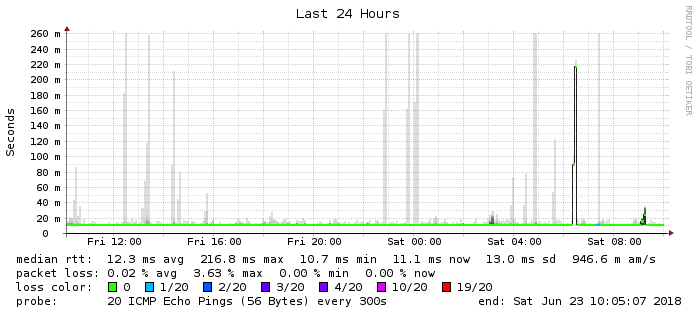 Last 24 Hours
RRDTOOL / TOBI OETIKER
Seconds
260 m
240 m
220 m
200 m
180 m
160 m
140 m
120 m
100 m
80 m
60 m
40 m
20 m
0
Fri 12:00 Fri 16:00 Fri 20:00 Sat 00:00 Sat 04:00 Sat 08:00
median rtt: 12.3 ms avg 216.8 ms max 10.7 ms min 11.1 ms now 13.0 ms sd 946.6 m am/s
packet loss: 0.02 % avg 3.63 % max 0.00 % min 0.00 % now
loss color: 0 1/20 2/20 3/20 4/20 10/20 19/20
probe: 20 ICMP Echo Pings (56 Bytes) every 300s end: Sat Jun 23 10:05:07 2018